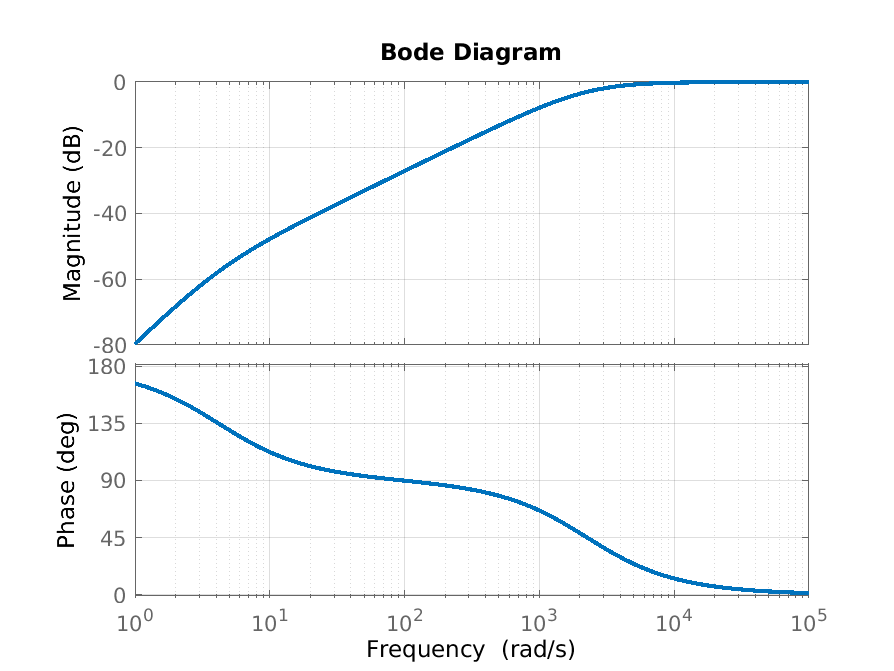 Bode Diagram
Magnitude (dB)
0
-20
-40
-60
-80
Phase (deg)
180
135
90
45
0
10^0 10^1 10^2 10^3 10^4 10^5
Frequency (rad/s)